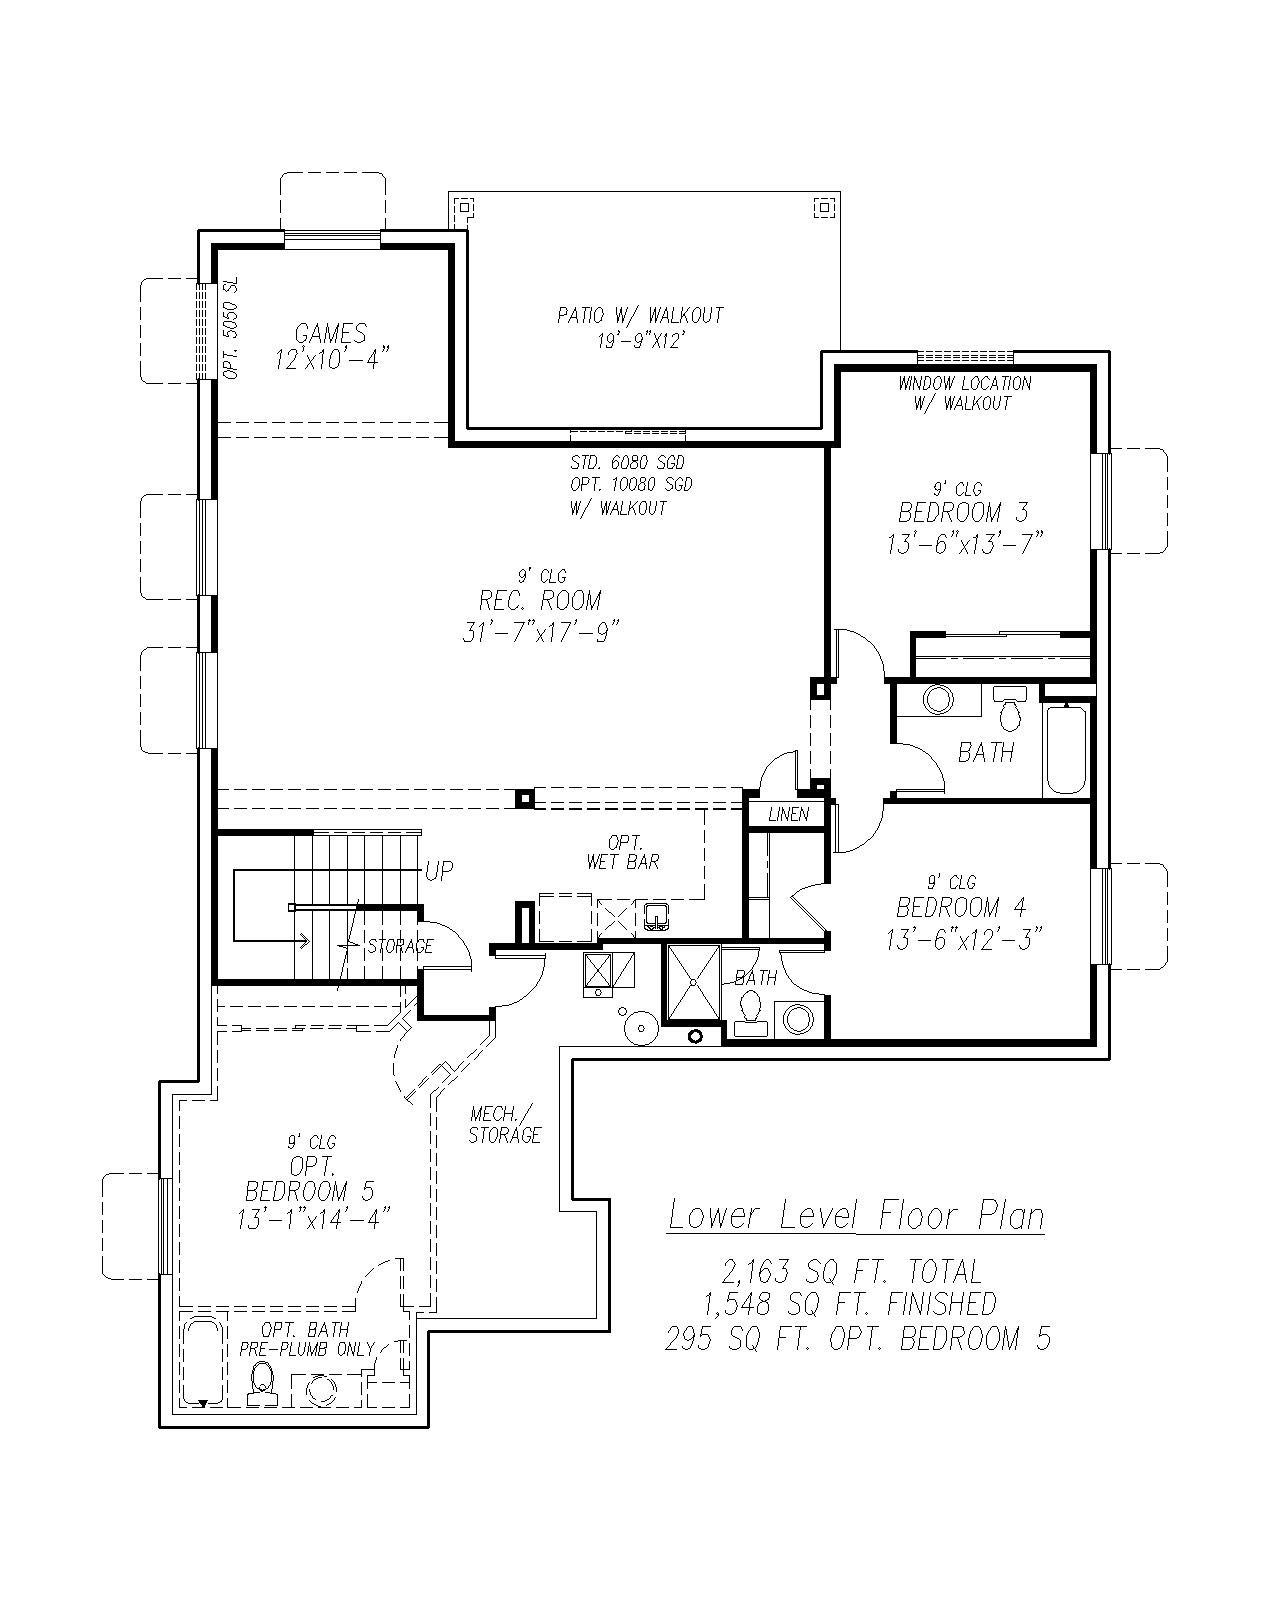 OPT. 5050 SL
GAMES
12'x10'-4"
PATIO W/ WALKOUT
19'-9"X12'
WINDOW LOCATION
W/ WALKOUT
STD. 6080 SGD
OPT. 10080 SGD
W/ WALKOUT
9' CLG
BEDROOM 3
13'-6"x13'-7"
9' CLG
REC. ROOM
31'-7"x17'-9"
BATH
LINEN
OPT.
WET BAR
UP
STORAGE
9' CLG
BEDROOM 4
13'-6"x12'-3"
BATH
MECH./
STORAGE
9' CLG
OPT.
BEDROOM 5
13'-1"x14'-4"
OPT. BATH
PRE-PLUMB ONLY
Lower Level Floor Plan
2,163 SQ FT. TOTAL
1,548 SQ FT. FINISHED
295 SQ FT. OPT. BEDROOM 5